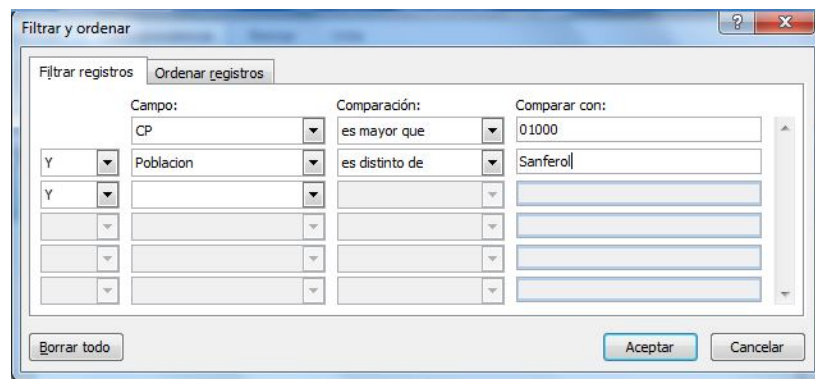 Filtrar y ordenar
Filtrar registros Ordenar registros
Campo: Comparación: Comparar con:
CP es mayor que 01000
Y Poblacion es distinto de Sanferol
Y
Borrar todo Aceptar Cancelar